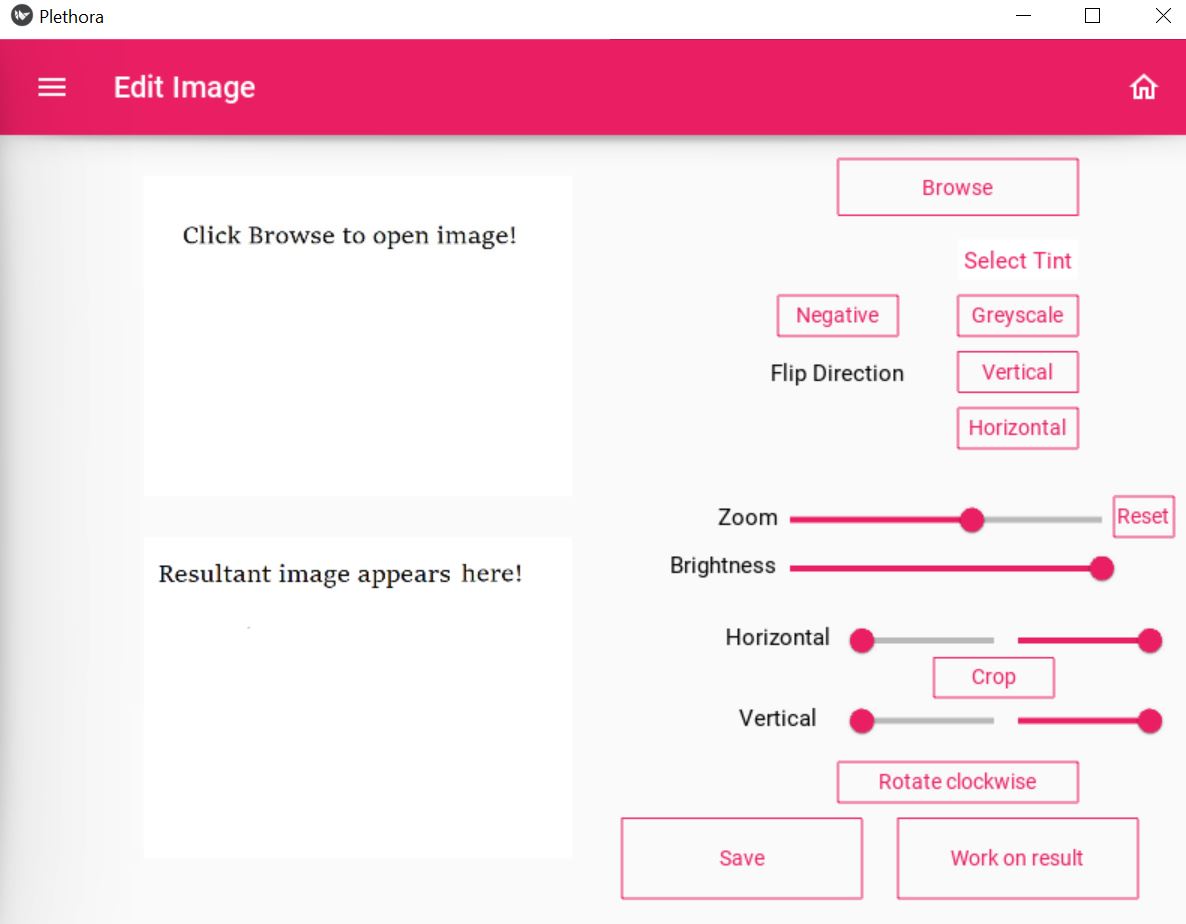 Plethora
Edit Image
Click Browse to open image!
Resultant image appears here!
Browse
Select Tint
Negative Greyscale
Flip Direction Vertical
Horizontal
Zoom Reset
Brightness
Horizontal
Crop
Vertical
Rotate clockwise
Save Work on result